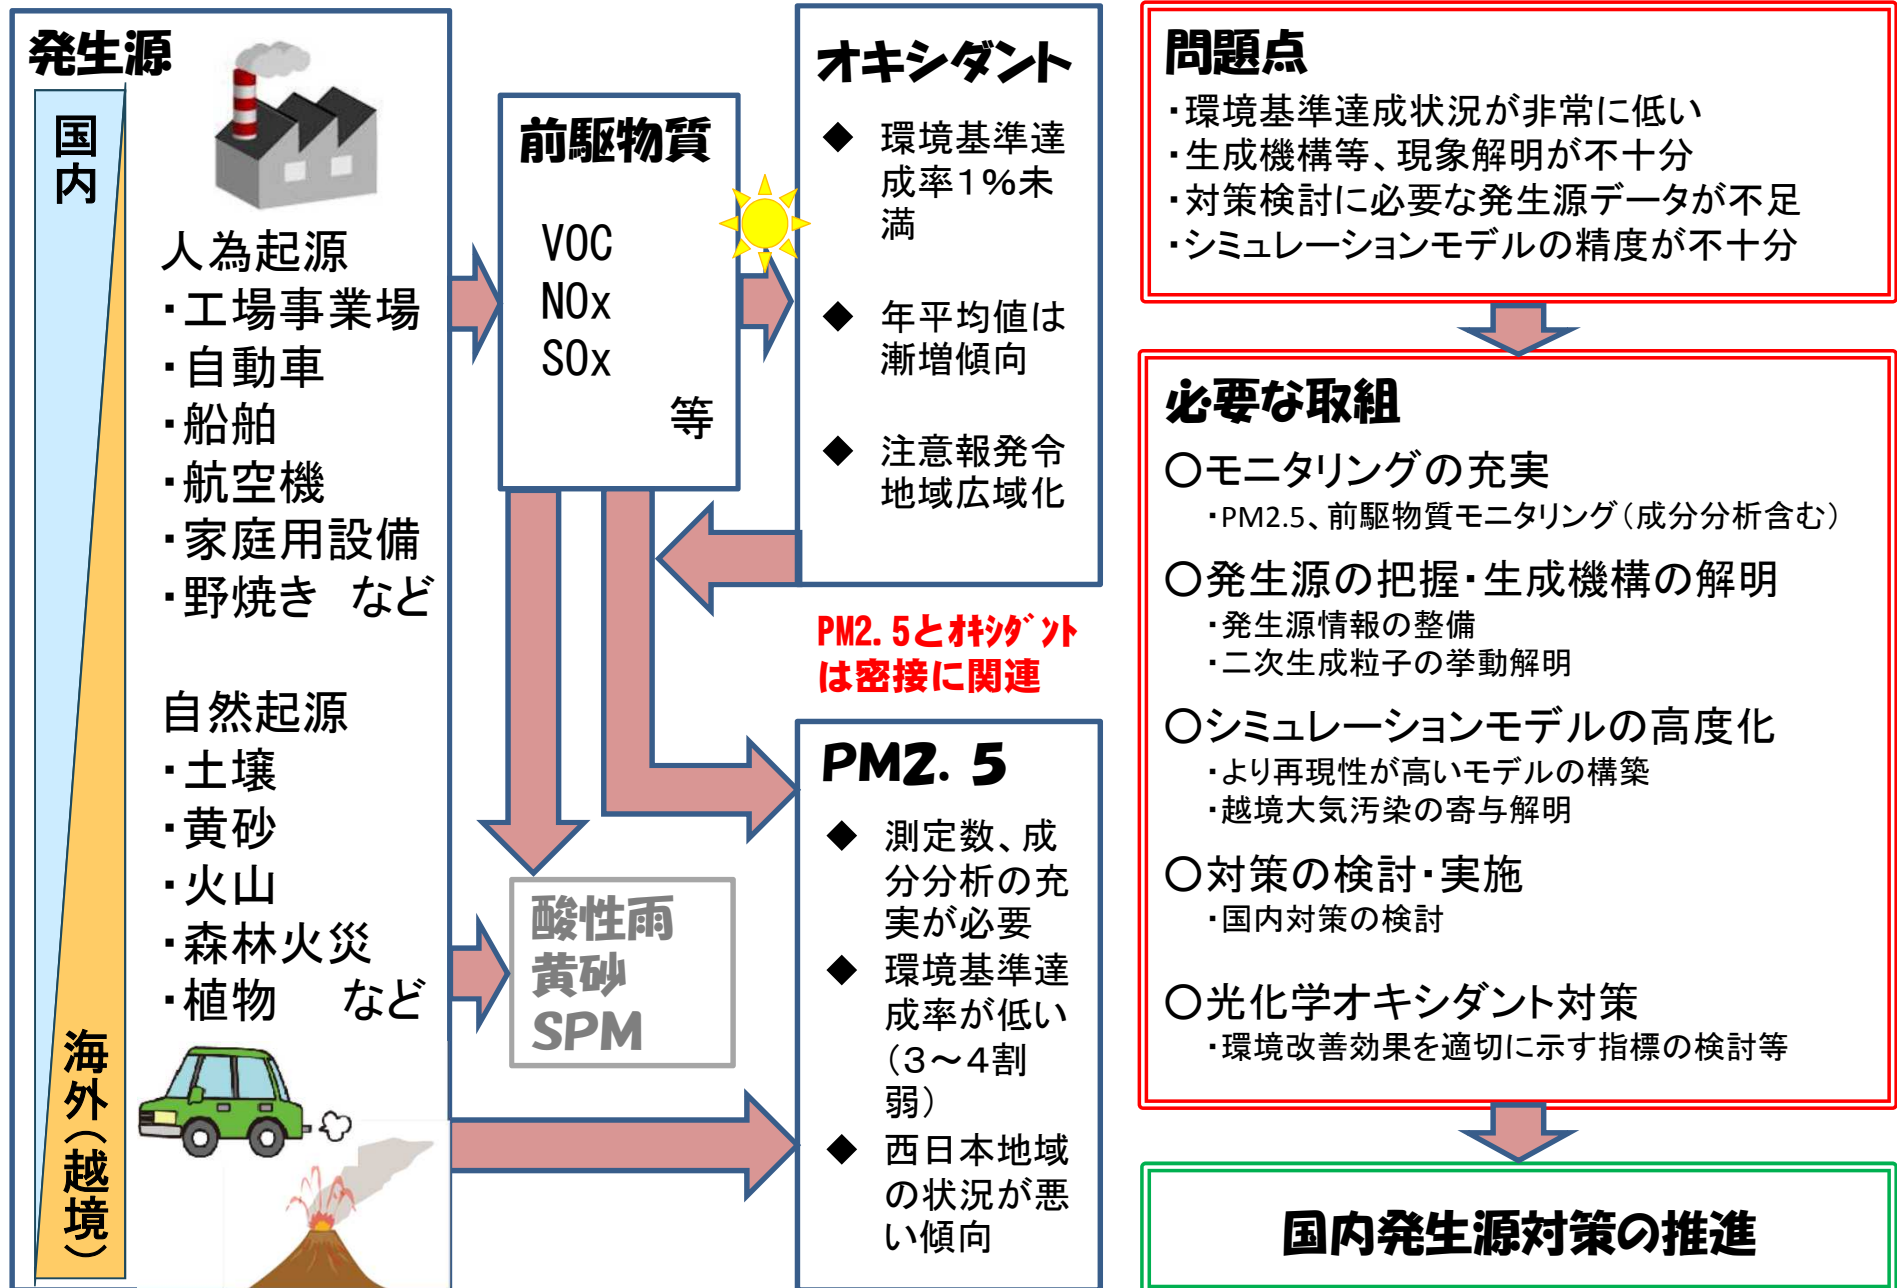 発生源
国内
海外（越境）
人為起源
・工場事業場
・自動車
・船舶
・航空機
・家庭用設備
・野焼き　など
自然起源
・土壌
・黄砂
・火山
・森林火災
・植物　　など
前駆物質
VOC
NOx
SOx
等
オキシダント
◆ 環境基準達
成率1％未
満
◆ 年平均値は
漸増傾向
◆ 注意報発令
地域広域化
PM2.5とｵｷｼﾀﾞﾝﾄ
は密接に関連
酸性雨
黄砂
SPM
PM2.5
◆ 測定数、成
分分析の充
実が必要
◆ 環境基準達
成率が低い
（3～4割
弱）
◆ 西日本地域
の状況が悪
い傾向
問題点
・環境基準達成状況が非常に低い
・生成機構等、現象解明が不十分
・対策検討に必要な発生源データが不足
・シミュレーションモデルの精度が不十分
必要な取組
○モニタリングの充実
・PM2.5、前駆物質モニタリング（成分分析含む）
○発生源の把握・生成機構の解明
・発生源情報の整備
・二次生成粒子の挙動解明
○シミュレーションモデルの高度化
・より再現性が高いモデルの構築
・越境大気汚染の寄与解明
○対策の検討・実施
・国内対策の検討
○光化学オキシダント対策
・環境改善効果を適切に示す指標の検討等
国内発生源対策の推進